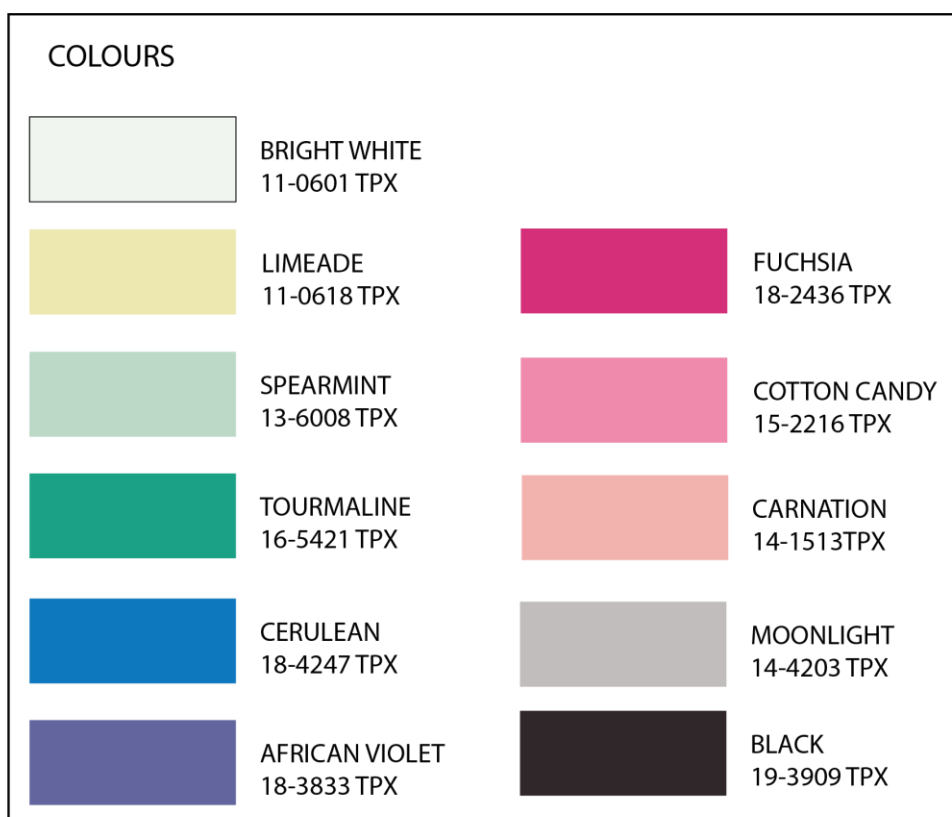 COLOURS
BRIGHT WHITE
11-0601 TPX
LIMEADE
11-0618 TPX
SPEARMINT
13-6008 TPX
TOURMALINE
16-5421 TPX
CERULEAN
18-4247 TPX
AFRICAN VIOLET
18-3833 TPX
FUCHSIA
18-2436 TPX
COTTON CANDY
15-2216 TPX
CARNATION
14-1513TPX
MOONLIGHT
14-4203 TPX
BLACK
19-3909 TPX